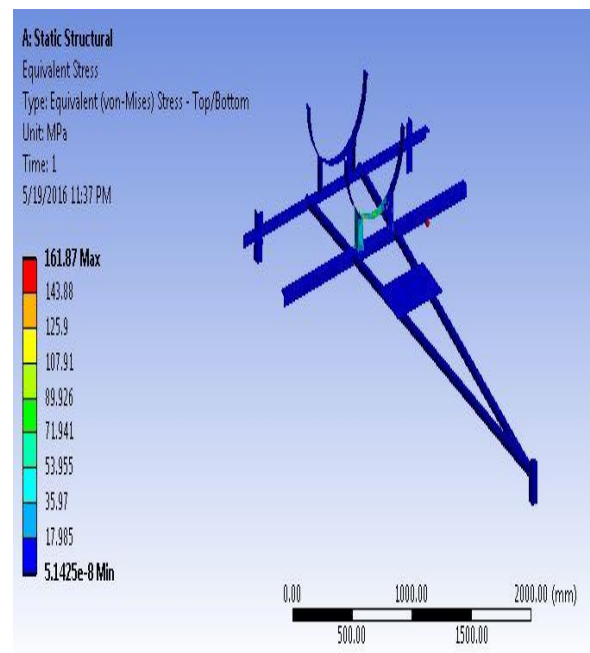 A: Static Structural
Equivalent Stress
Type: Equivalent (von-Mises) Stress - Top/Bottom
Unit: MPa
Time: 1
5/19/2016 11:37 PM
161.87 Max
143.88
125.9
107.91
89.926
71.941
53.955
35.97
17.985
5.1425e-8 Min
0.00 1000.00 2000.00 (mm)
500.00 1500.00